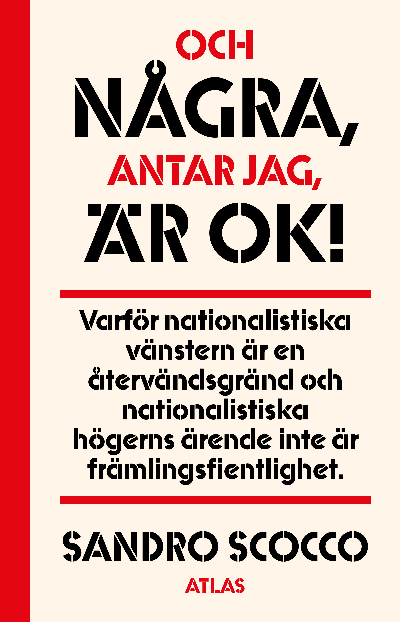 OCH
NÅGRA,
ANTAR JAG,
ÄR OK!
Varför nationalistiska
vänstern är en
återvändsgränd och
nationalistiska
högerns ärende inte är
främlingsfientlighet.
SANDRO SCOCCO
ATLAS